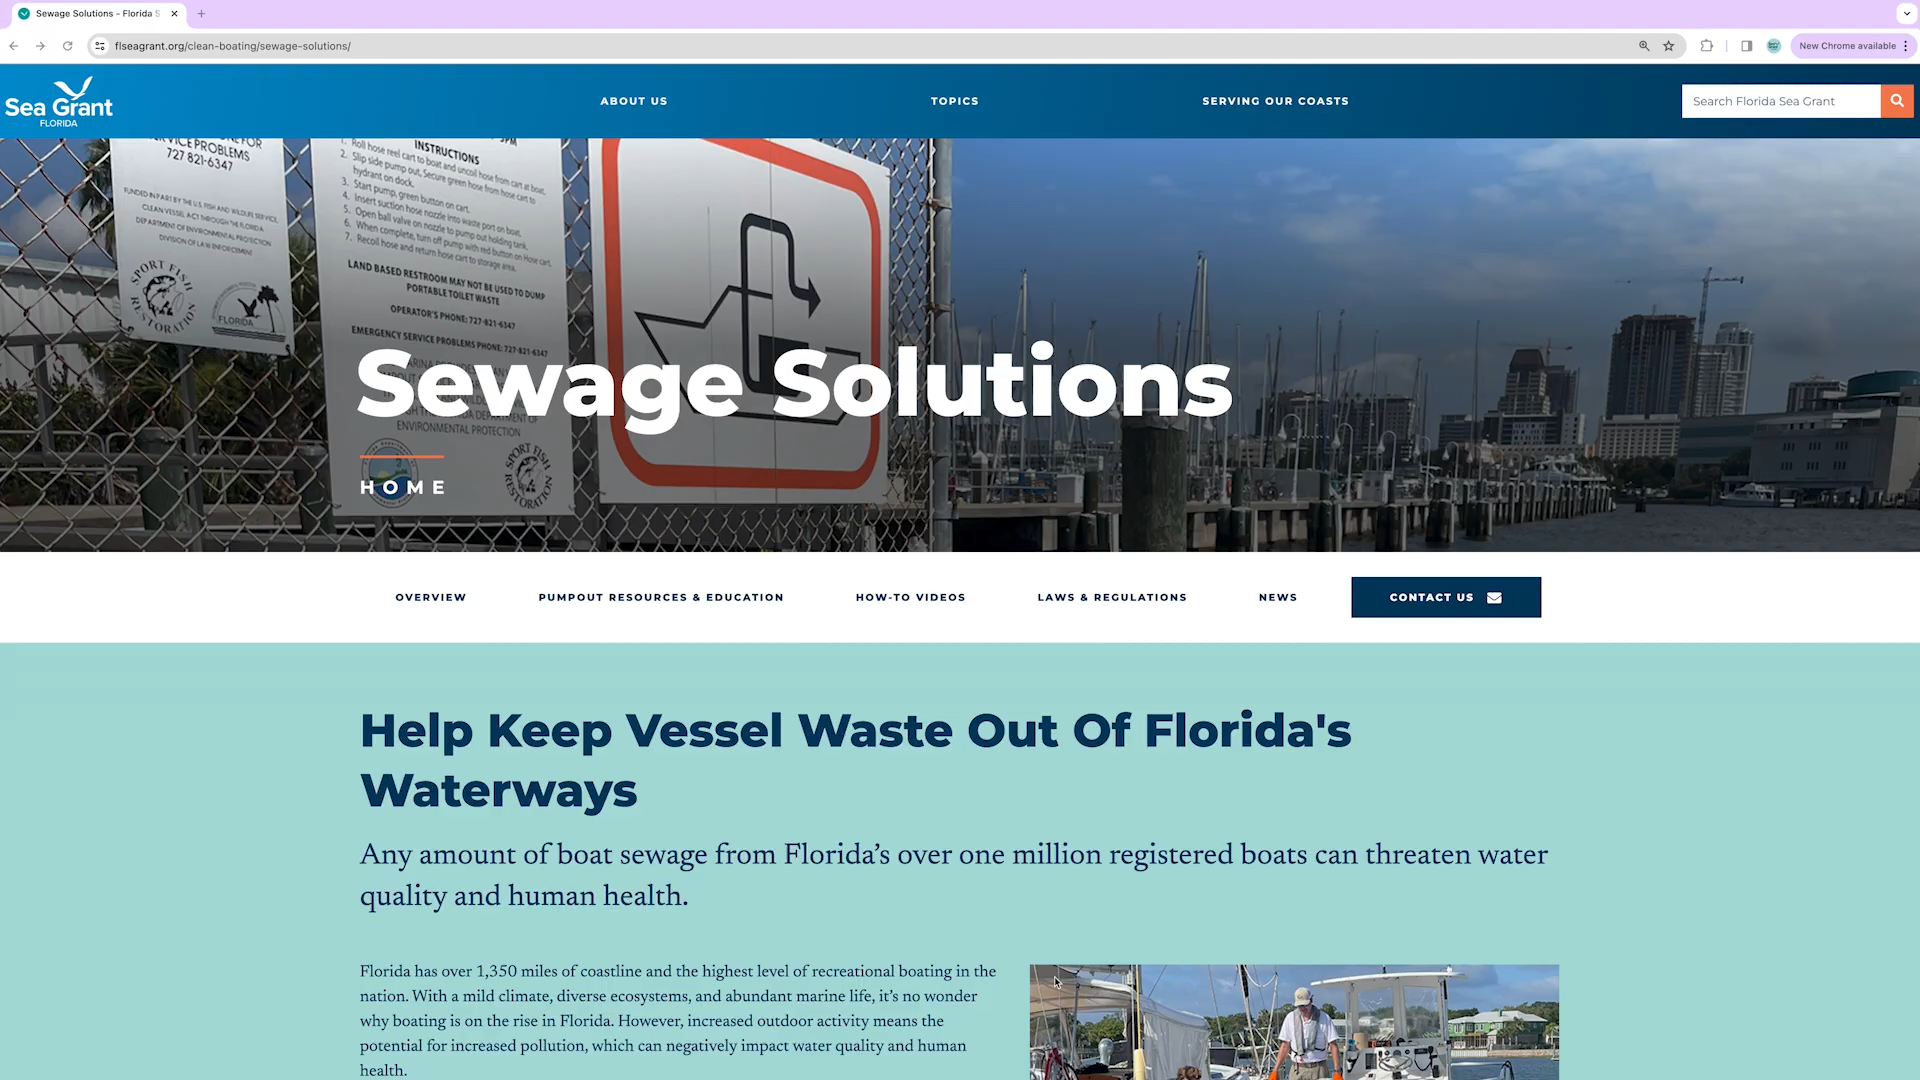 Sewage Solutions - Florida S
flseagrant.org/clean-boating/sewage-solutions/
New Chrome available
Sea Grant
FLORIDA
ABOUT US
TOPICS
SERVING OUR COASTS
Search Florida Sea Grant
SERVICE PROBLEMS
727 821-6347
FUNDED IN PART BY THE U.S. FISH AND WILDLIFE SERVICE,
CLEAN VESSEL ACT THROUGH THE FLORIDA
DEPARTMENT OF ENVIRONMENTAL PROTECTION
DIVISION OF LAW ENFORCEMENT
SPORT FISH
RESTORATION
FLORIDA
INSTRUCTIONS
1. Roll hose reel cart to boat and uncoil hose from cart at boat.
2. Slip side pump out, Secure green hose from hose cart to
hydrant on dock.
3. Start pump, green button on cart.
4. Insert suction hose nozzle into waste port on boat.
5. Open ball valve on nozzle to pump out holding tank.
6. When complete, turn off pump with red button on Hose cart.
7. Recoil hose and return hose cart to storage area.
LAND BASED RESTROOM MAY NOT BE USED TO DUMP
PORTABLE TOILET WASTE
OPERATOR'S PHONE: 727-821-6347
EMERGENCY SERVICE PROBLEMS PHONE: 727-821-6347
ENVIRONMENTAL PROTECTION
SPORT FISH
RESTORATION
Sewage Solutions
HOME
OVERVIEW
PUMPOUT RESOURCES & EDUCATION
HOW-TO VIDEOS
LAWS & REGULATIONS
NEWS
CONTACT US
Help Keep Vessel Waste Out Of Florida's
Waterways
Any amount of boat sewage from Florida’s over one million registered boats can threaten water
quality and human health.
Florida has over 1,350 miles of coastline and the highest level of recreational boating in the
nation. With a mild climate, diverse ecosystems, and abundant marine life, it’s no wonder
why boating is on the rise in Florida. However, increased outdoor activity means the
potential for increased pollution, which can negatively impact water quality and human
health.